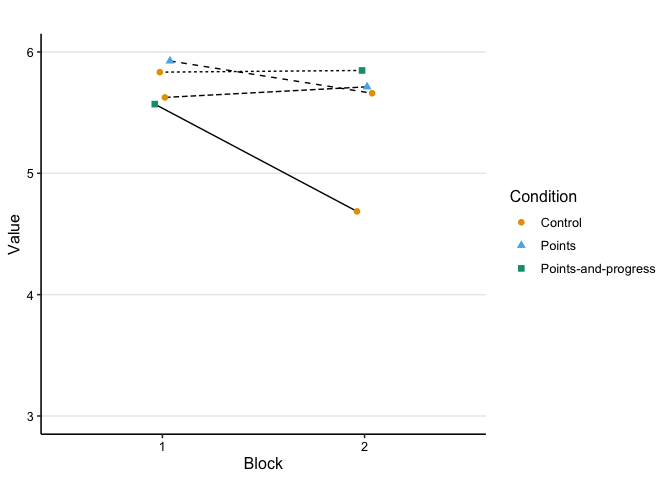 6
5
4
3
Value
1 2
Block
Condition
Control
Points
Points-and-progress